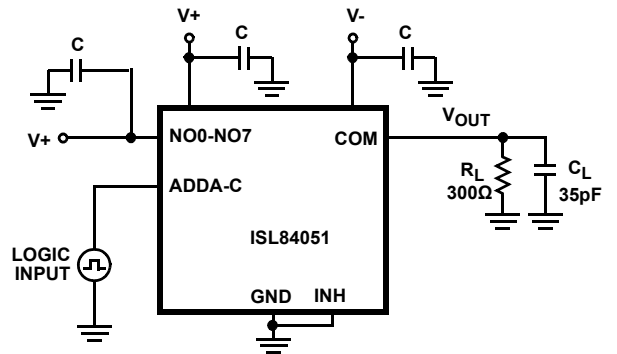 V+
V-
C
C
C
V+
NO0-NO7
COM
VOUT
ADDA-C
RL
300Ω
CL
35pF
ISL84051
LOGIC
INPUT
GND
INH